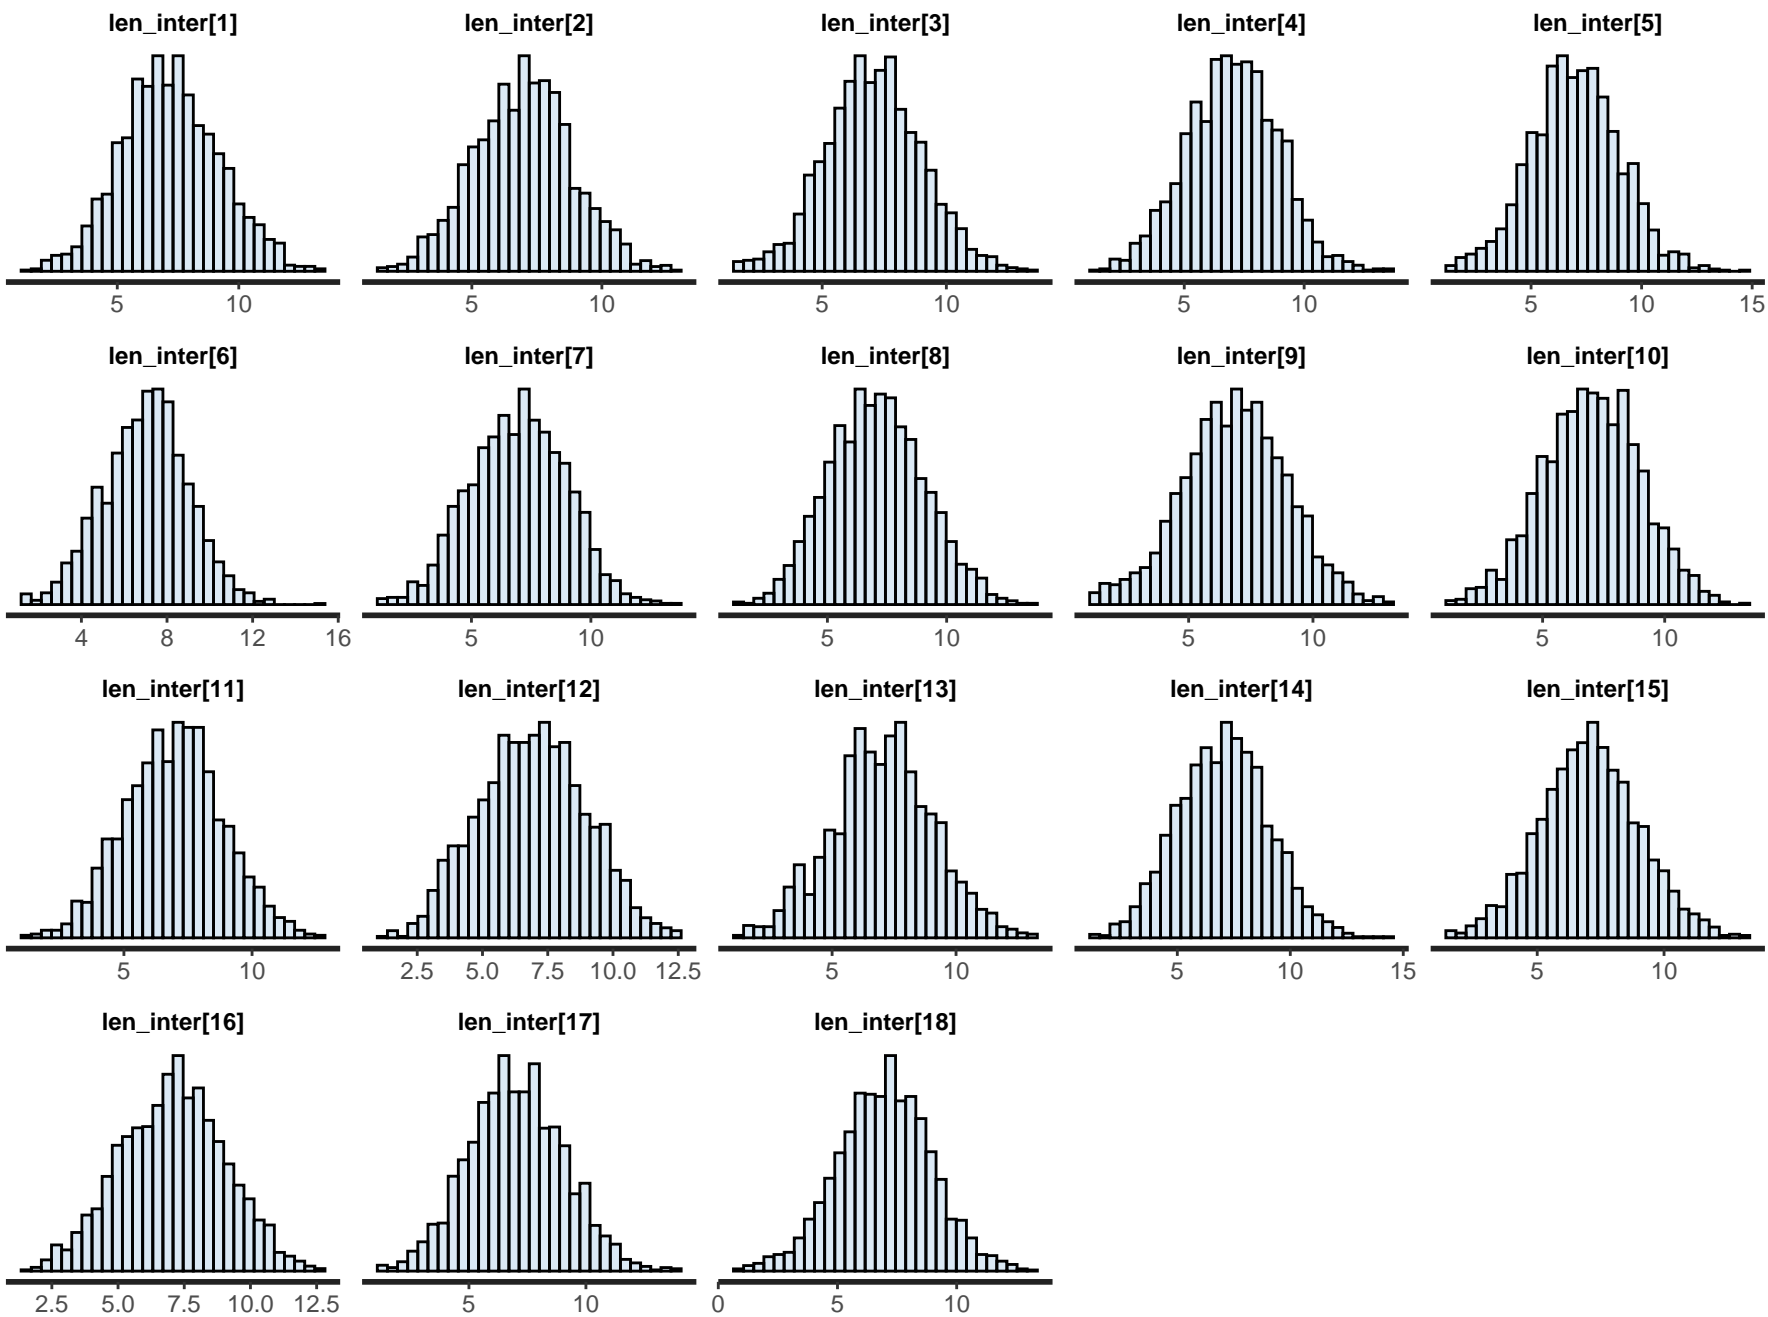 len_inter[1] len_inter[2] len_inter[3] len_inter[4] len_inter[5]
5 10 5 10 5 10 5 10 5 10 15
len_inter[6] len_inter[7] len_inter[8] len_inter[9] len_inter[10]
4 8 12 16 5 10 5 10 5 10 5 10
len_inter[11] len_inter[12] len_inter[13] len_inter[14] len_inter[15]
5 10 2.5 5.0 7.5 10.0 12.5 5 10 5 10 15 5 10
len_inter[16] len_inter[17] len_inter[18]
2.5 5.0 7.5 10.0 12.5 5 10 0 5 10